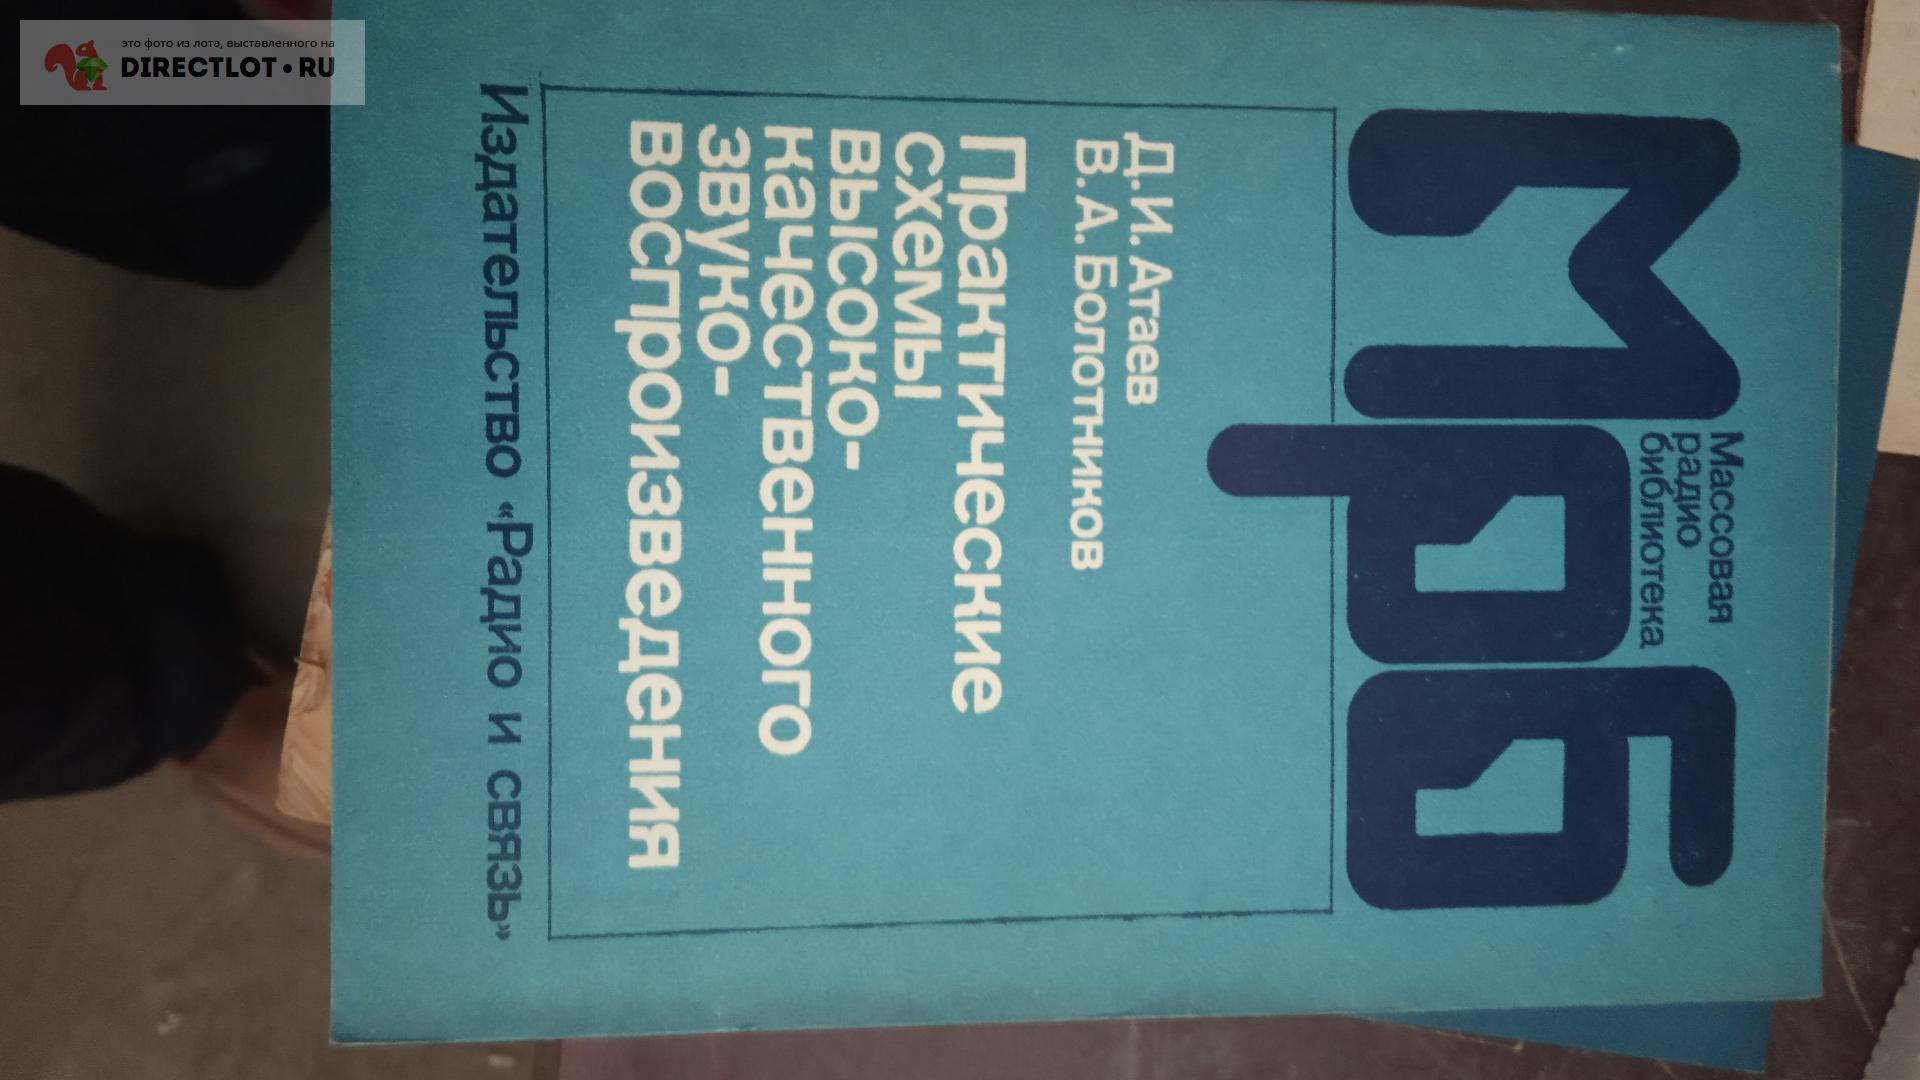 это фото из лота, выставленного на
DIRECTLOT•RU
Массовая
радио
библиотека
Мрб
Д.И.Атаев
В.А.Болотников
Практические
схемы
высоко-
качественного
звуко-
воспроизведения
Издательство «Радио и связь»